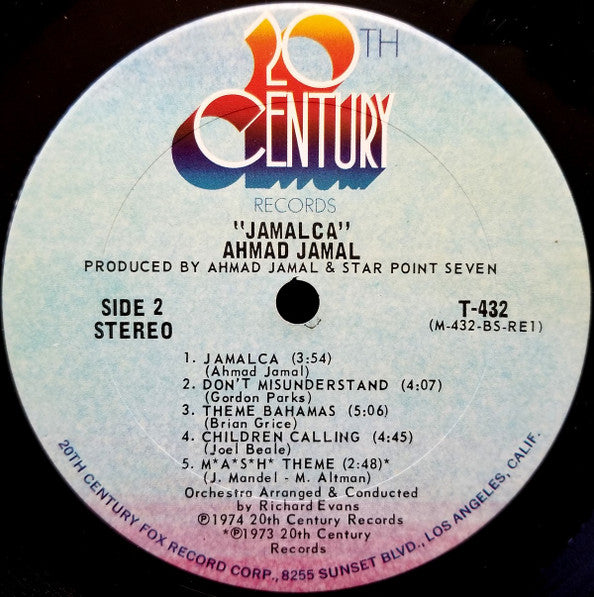 20TH
CENTURY
RECORDS
"JAMALCA"
AHMAD JAMAL
PRODUCED BY AHMAD JAMAL & STAR POINT SEVEN
SIDE 2
STEREO
T-432
(M-432-BS-RE1)
1. JAMALCA (3:54)
(Ahmad Jamal)
2. DON'T MISUNDERSTAND (4:07)
(Gordon Parks)
3. THEME BAHAMAS (5:06)
(Brian Grice)
4. CHILDREN CALLING (4:45)
(Joel Beale)
5. M*A*S*H* THEME (2:48)*
(J. Mandel - M. Altman)
Orchestra Arranged & Conducted
by Richard Evans
℗1974 20th Century Records
*℗1973 20th Century
Records
20TH CENTURY FOX RECORD CORP., 8255 SUNSET BLVD., LOS ANGELES, CALIF.